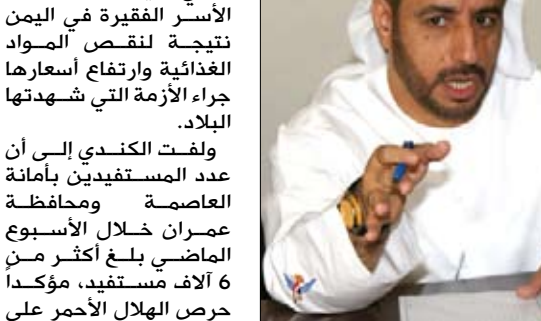 الأسر الفقيرة في اليمن
نتيجة لنقص المواد
الغذائية وارتفاع أسعارها
جراء الأزمة التي شهدتها
البلاد.
ولفت الكندي إلى أن
عدد المستفيدين بأمانة
العاصمة ومحافظة
عمران خلال الأسبوع
الماضي بلغ أكثر من
6 آلاف مستفيد، مؤكداً
حرص الهلال الأحمر على